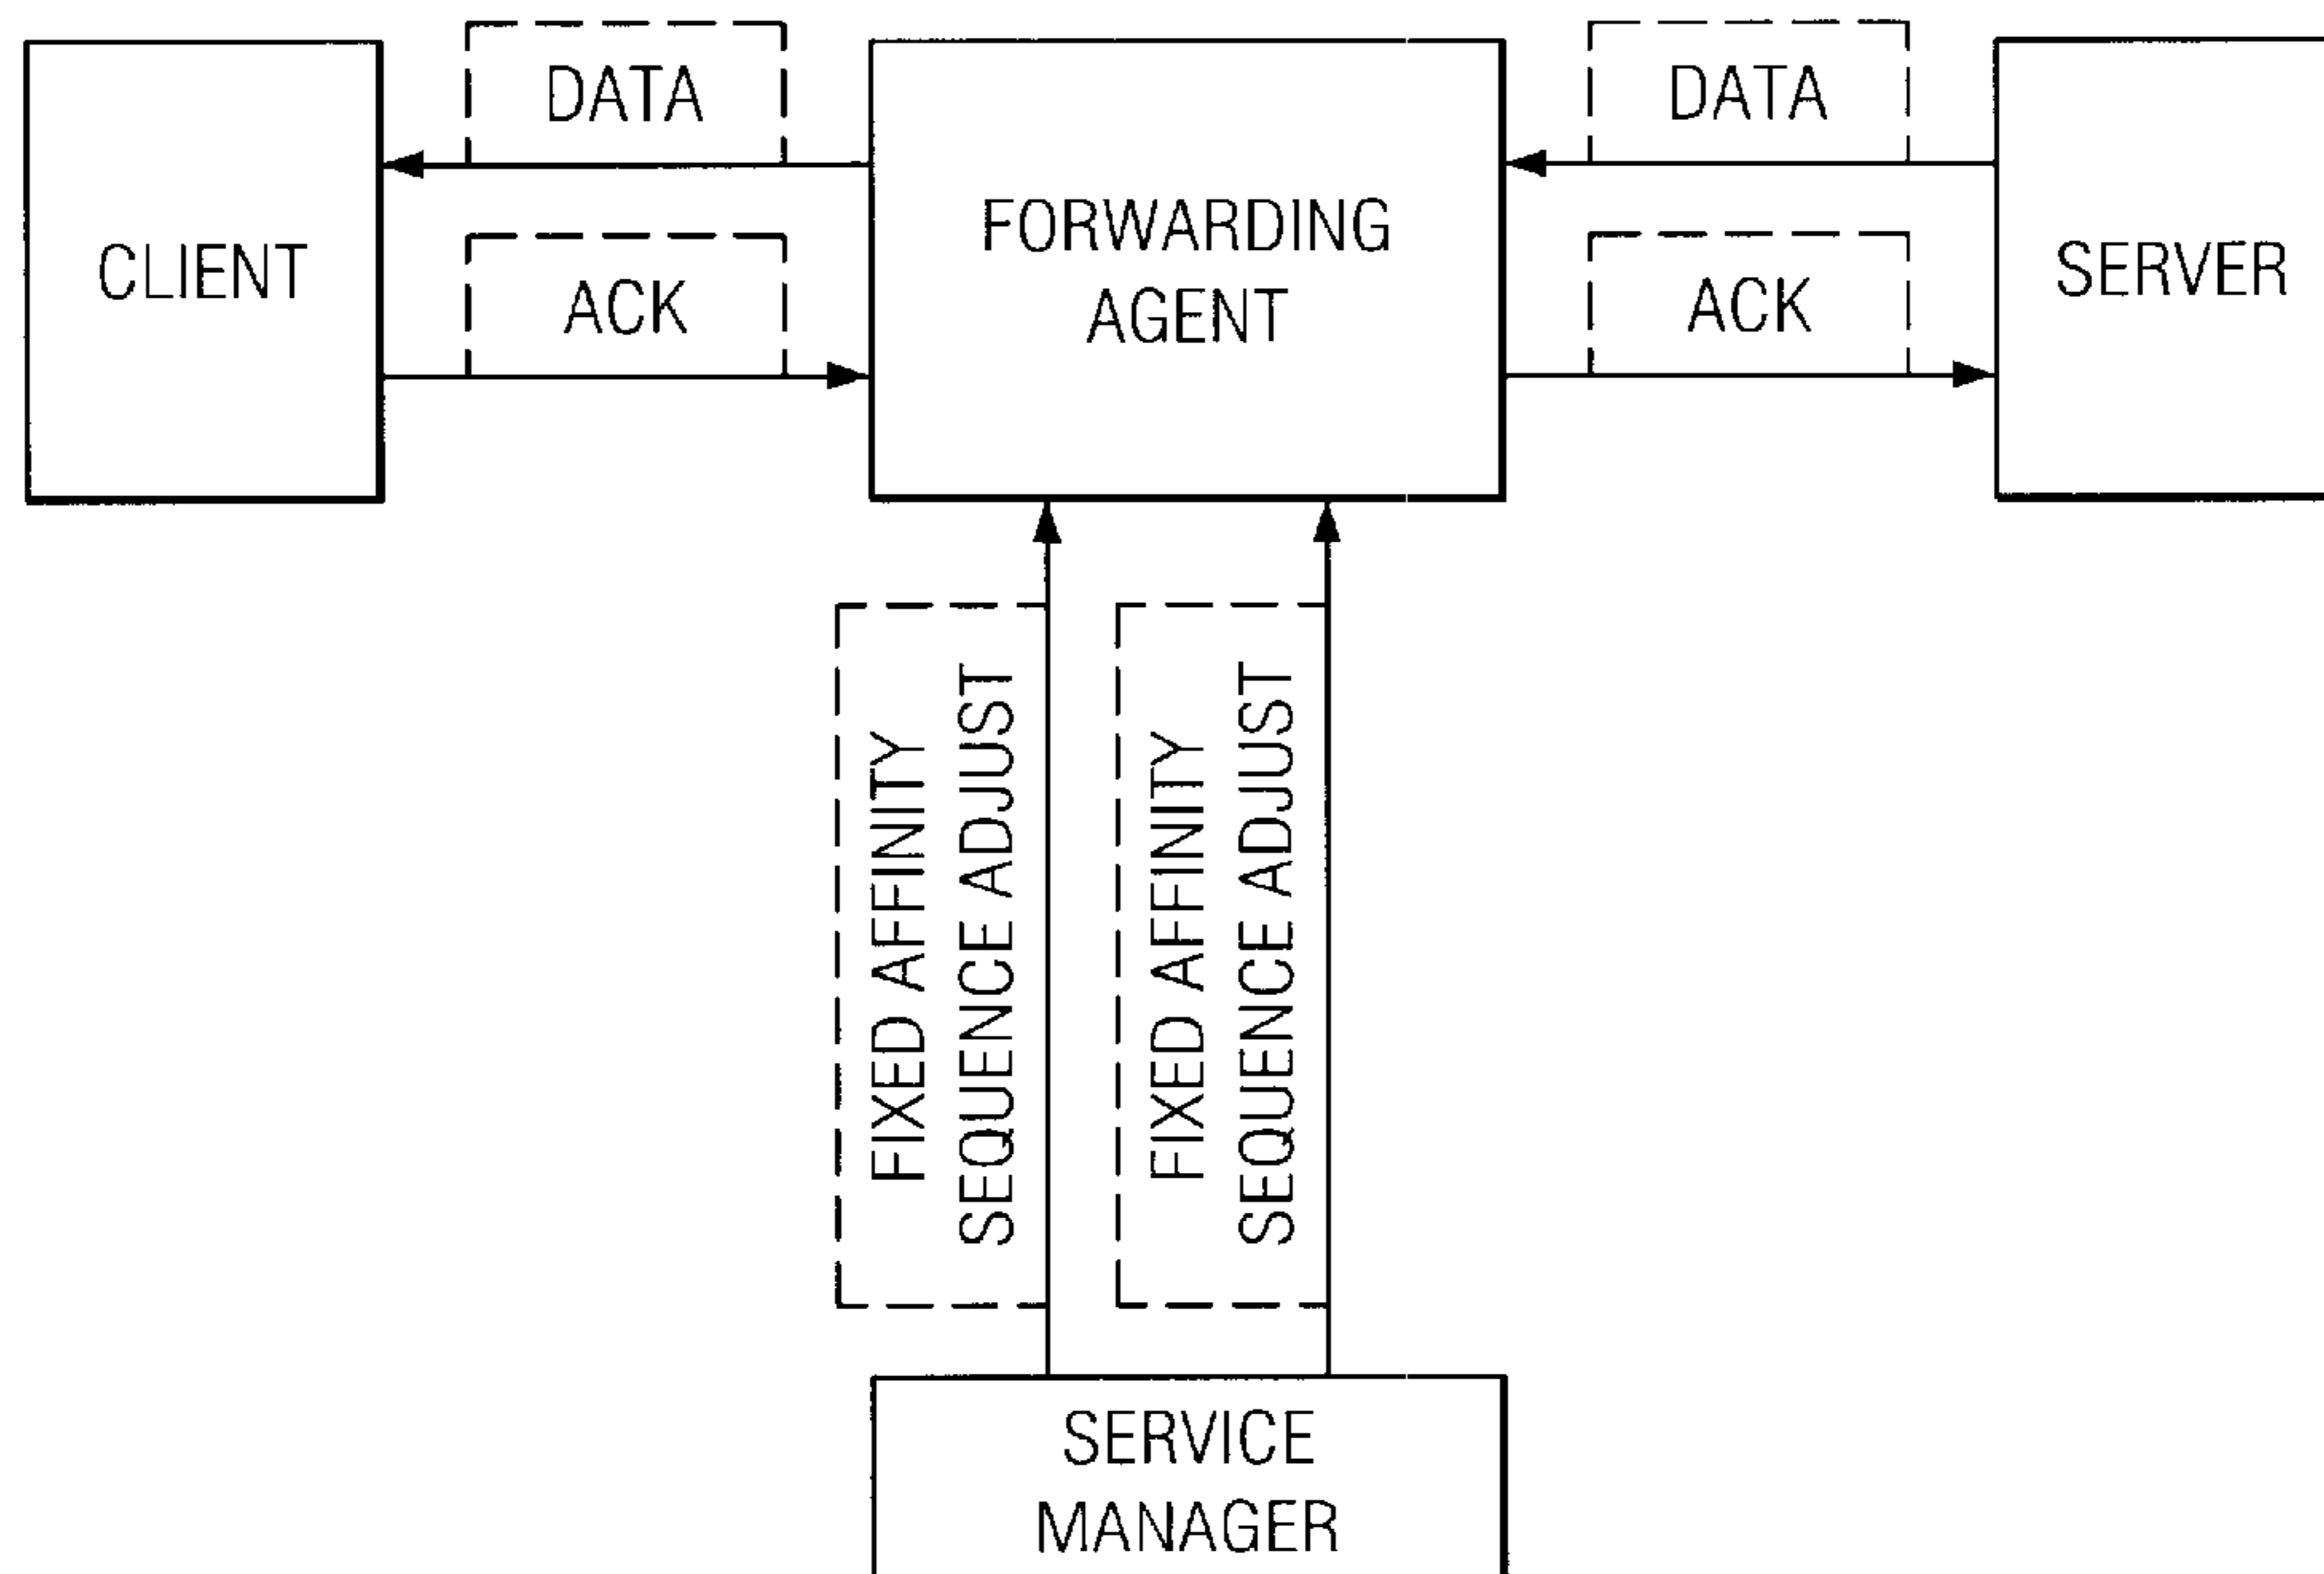 DATA
DATA
CLIENT
ACK
FORWARDING
AGENT
ACK
SERVER
FIXED AFFINITY
SEQUENCE ADJUST
FIXED AFFINITY
SEQUENCE ADJUST
SERVICE
MANAGER